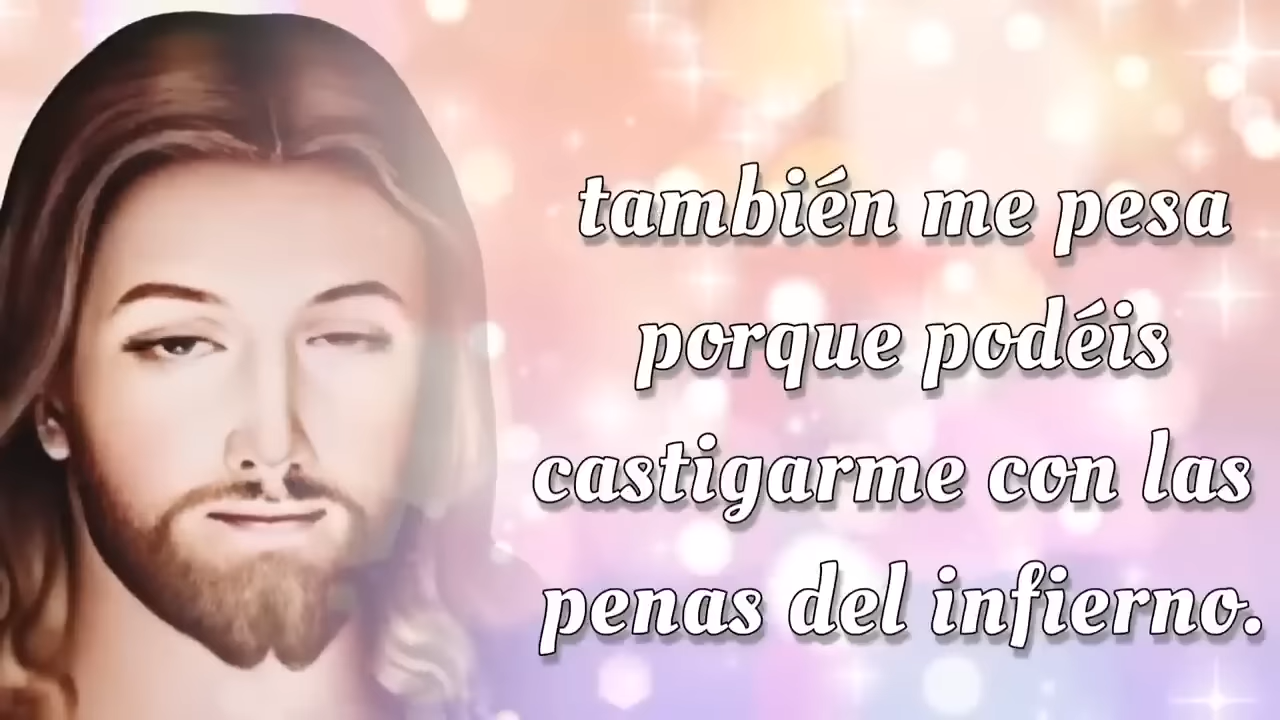 también me pesa
porque podéis
castigarme con las
penas del infierno.